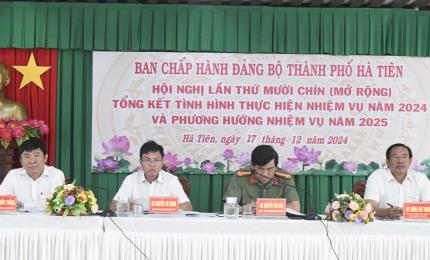 BAN CHẤP HÀNH ĐẢNG BỘ THÀNH PHỐ HÀ TIÊN
HỘI NGHỊ LẦN THỨ MƯỜI CHÍN (MỞ RỘNG)
TỔNG KẾT TÌNH HÌNH THỰC HIỆN NHIỆM VỤ NĂM 2024
VÀ PHƯƠNG HƯỚNG NHIỆM VỤ NĂM 2025
Hà Tiên, ngày 17 tháng 12 năm 2024